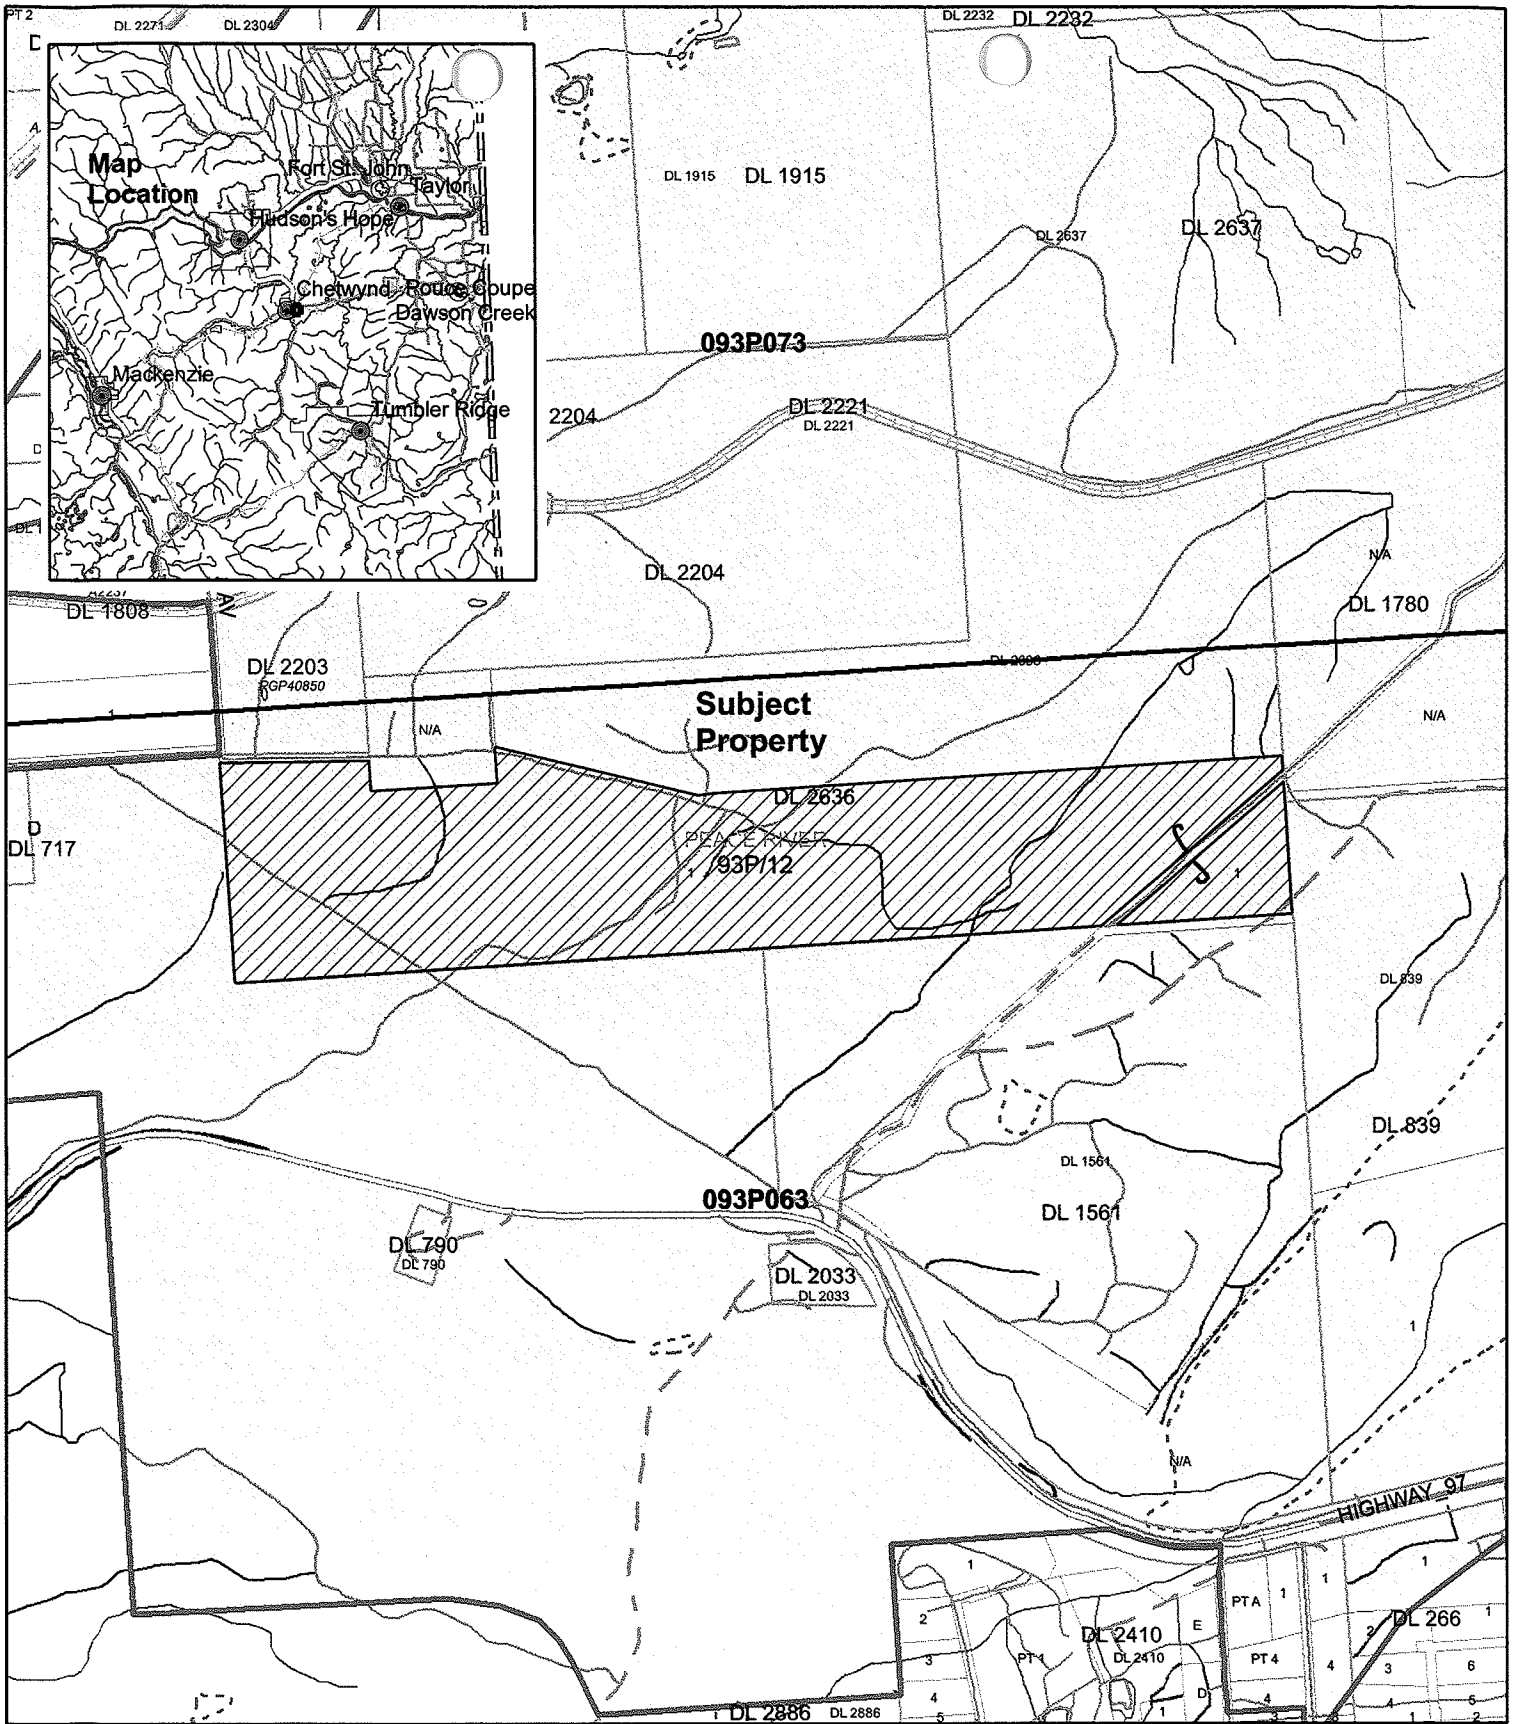 PT 2
DL 2271
DL 2304
DL 2232
DL 2232
Map
Location
Fort St. John
Taylor
Hudson's Hope
Chetwynd
Pouce Coupe
Dawson Creek
Mackenzie
Tumbler Ridge
DL 1915
DL 1915
DL 2637
DL 2637
093P073
2204
DL 2221
DL 2221
DL 2204
N/A
DL 1780
DL 1808
AV
DL 2203
PGP40850
1
N/A
Subject
Property
N/A
DL 2636
PEACE RIVER
93P/12
1
1
D
DL 717
DL 839
DL 839
DL 1561
DL 1561
093P063
DL 790
DL 790
DL 2033
DL 2033
1
N/A
HIGHWAY 97
1
2
3
4
5
PT 1
DL 2410
DL 2410
E
D
1
PT A
1
1
PT 4
4
4
3
1
DL 266
1
2
3
6
4
5
1
2
DL 2886
DL 2886